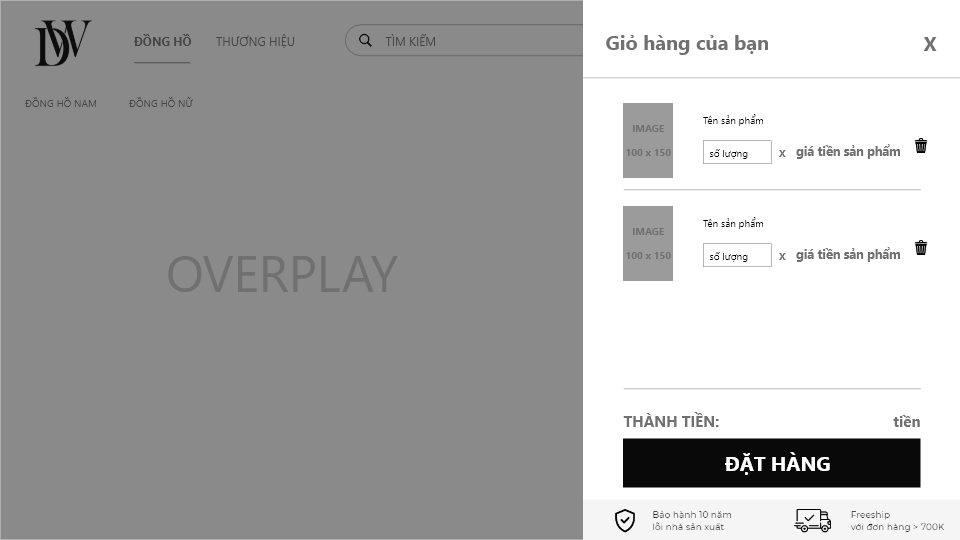 DW
ĐỒNG HỒ
THƯƠNG HIỆU
TÌM KIẾM
ĐỒNG HỒ NAM
ĐỒNG HỒ NỮ
OVERPLAY
Giỏ hàng của bạn
X
IMAGE
100 x 150
Tên sản phẩm
số lượng
x
giá tiền sản phẩm
IMAGE
100 x 150
Tên sản phẩm
số lượng
x
giá tiền sản phẩm
THÀNH TIỀN:
tiền
ĐẶT HÀNG
Bảo hành 10 năm
lỗi nhà sản xuất
Freeship
với đơn hàng > 700K